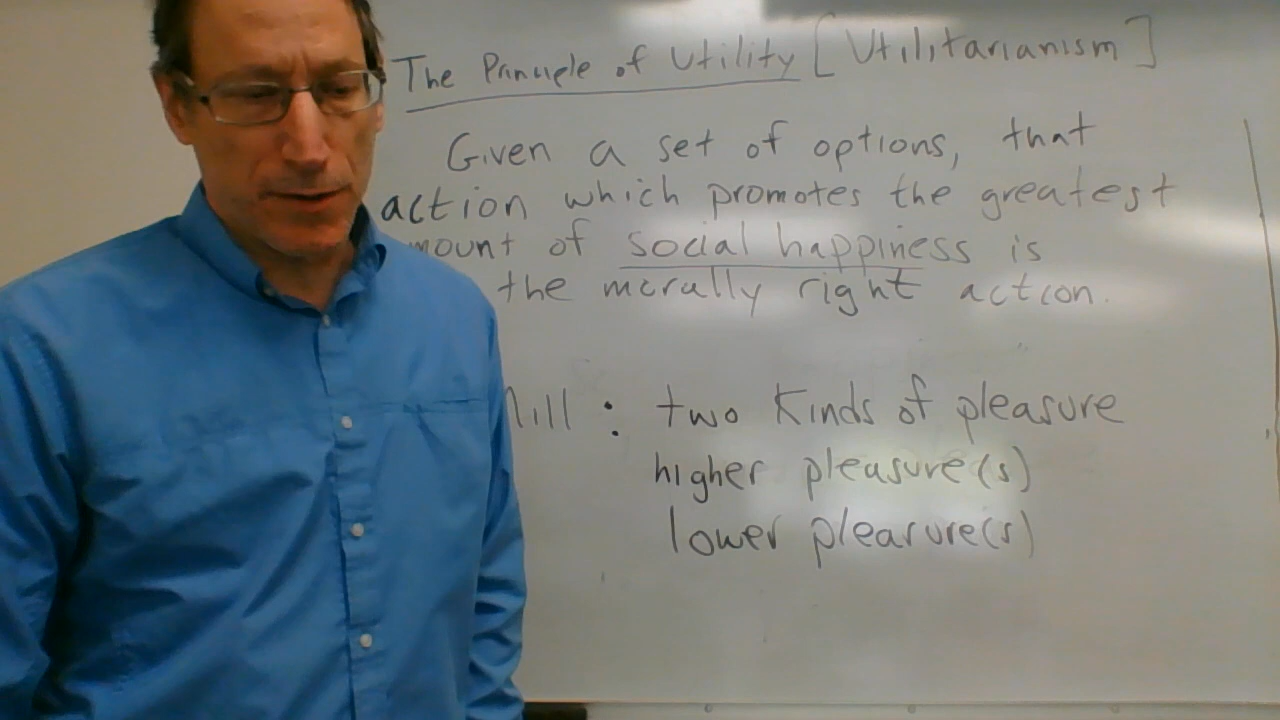 The Principle of Utility [Utilitarianism]
Given a set of options, that
action which promotes the greatest
mount of social happiness is
the morally right action.
Mill : two kinds of pleasure
higher pleasure(s)
lower pleasure(s)